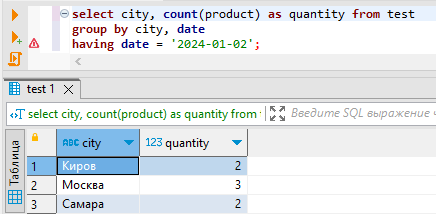 select city, count(product) as quantity from test
group by city, date
having date = '2024-01-02';
test 1
select city, count(product) as quantity from
Введите SQL выражение ч
Таблица
ABC city
123 quantity
1 Киров 2
2 Москва 3
3 Самара 2